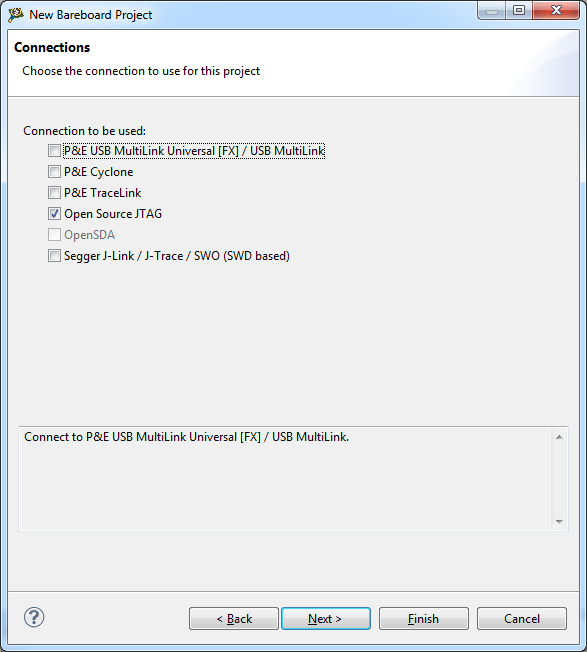 New Bareboard Project
Connections
Choose the connection to use for this project
Connection to be used:
P&E USB MultiLink Universal [FX] / USB MultiLink
P&E Cyclone
P&E TraceLink
Open Source JTAG
OpenSDA
Segger J-Link / J-Trace / SWO (SWD based)
Connect to P&E USB MultiLink Universal [FX] / USB MultiLink.
? < Back Next > Finish Cancel